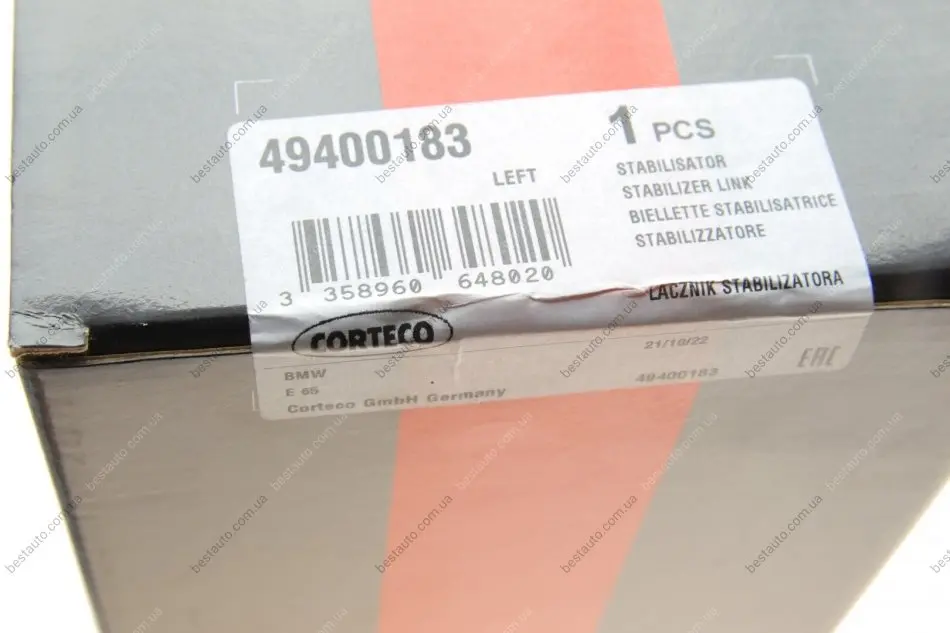 49400183
1 PCS
LEFT
STABILISATOR
STABILIZER LINK
BIELLETTE STABILISATRICE
STABILIZZATORE
3 358960 648020
LACZNIK STABILIZATORA
CORTECO
21/10/22
BMW
E 65
49400183
EAC
Corteco GmbH Germany
bestauto.com.ua